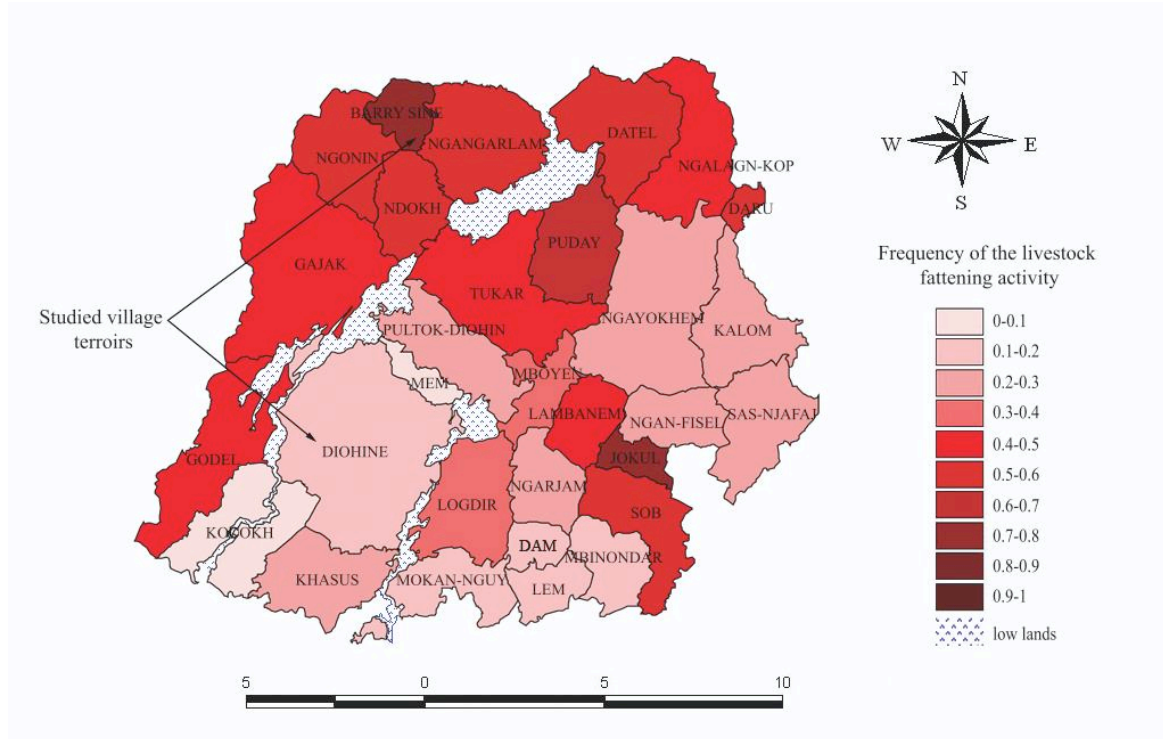 N
W
E
S
BARRY SINE
NGANGARLAM
DATEL
NGONIN
NGALAGN-KOP
NDOKH
DAKU
PUDAY
GAJAK
TUKAR
Studied village
terroirs
PULTOK-DIOHIN
NGAYOKHEM
KALOM
MEM
MBOYEN
LAMBANEM
NGAN-FISEL
SAS-NJAFAJ
DIOHINE
GODEL
JOKUL
NGARJAM
LOGDIR
SOB
KOTOKH
DAM
MBINONDAR
KHASUS
MOKAN-NGUY
LEM
Frequency of the livestock
fattening activity
0-0.1
0.1-0.2
0.2-0.3
0.3-0.4
0.4-0.5
0.5-0.6
0.6-0.7
0.7-0.8
0.8-0.9
0.9-1
low lands
5 0 5 10